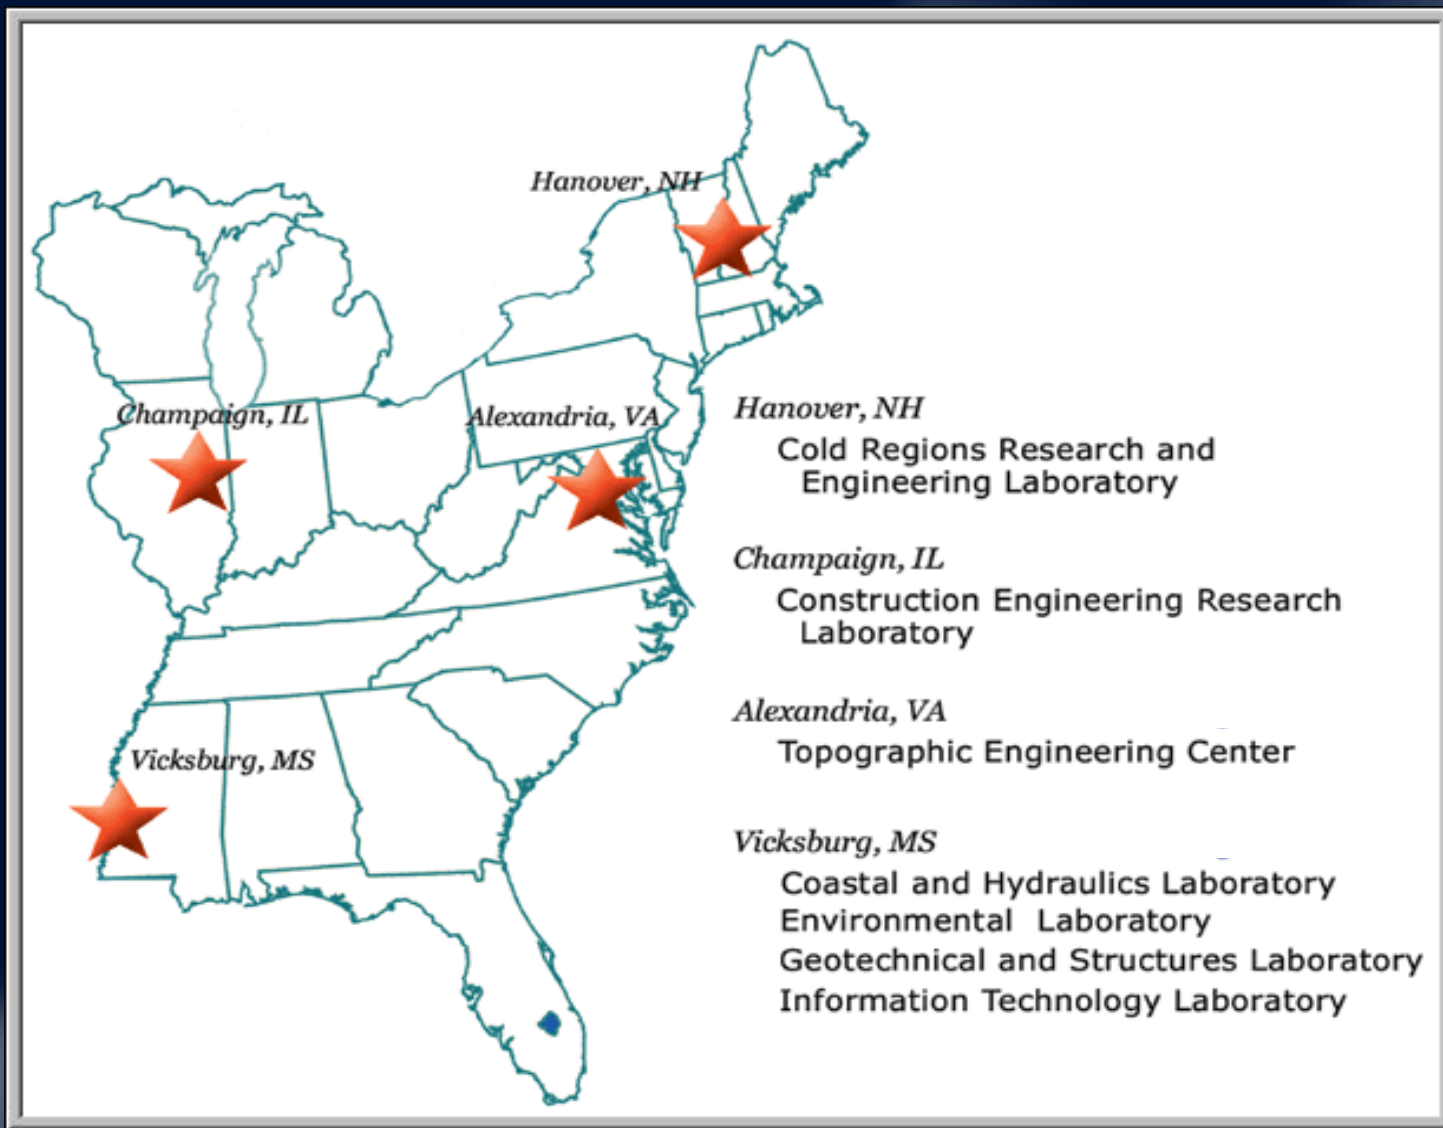 Hanover, NH
Champaign, IL
Alexandria, VA
Vicksburg, MS
Hanover, NH
Cold Regions Research and
Engineering Laboratory
Champaign, IL
Construction Engineering Research
Laboratory
Alexandria, VA
Topographic Engineering Center
Vicksburg, MS
Coastal and Hydraulics Laboratory
Environmental Laboratory
Geotechnical and Structures Laboratory
Information Technology Laboratory